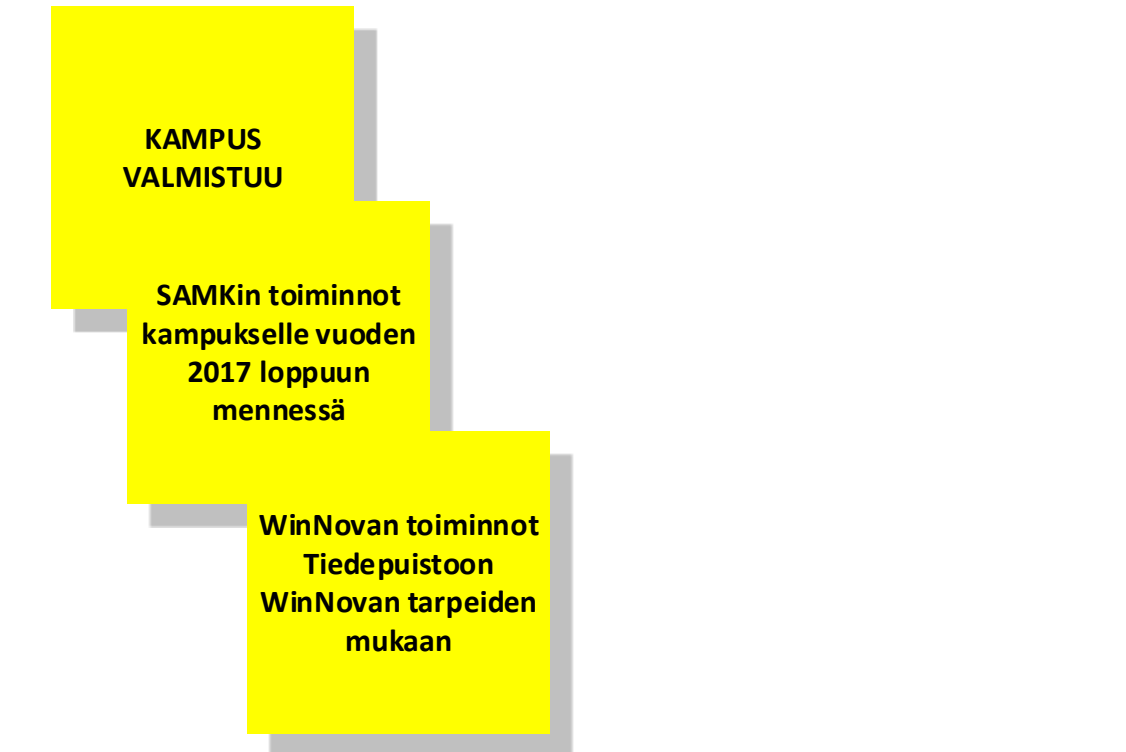 KAMPUS
VALMISTUU
SAMKin toiminnot
kampukselle vuoden
2017 loppuun
mennessä
WinNovan toiminnot
Tiedepuistoon
WinNovan tarpeiden
mukaan